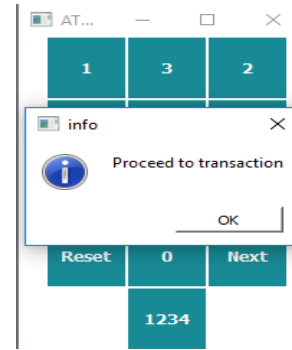 AT...
1 3 2
info
Proceed to transaction
OK
Reset 0 Next
1234